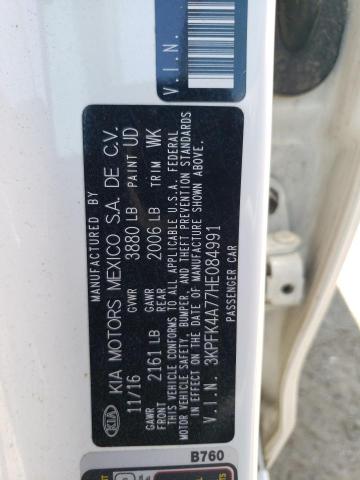 V.I.N.
MANUFACTURED BY
KIA KIA MOTORS MEXICO S.A. DE C.V.
11/16 GVWR 3880 LB PAINT UD
GAWR FRONT 2161 LB GAWR REAR 2006 LB TRIM WK
THIS VEHICLE CONFORMS TO ALL APPLICABLE U.S.A. FEDERAL
MOTOR VEHICLE SAFETY, BUMPER, AND THEFT PREVENTION STANDARDS
IN EFFECT ON THE DATE OF MANUFACTURE SHOWN ABOVE.
V.I.N. 3KPFK4A77HE084991
PASSENGER CAR
B760